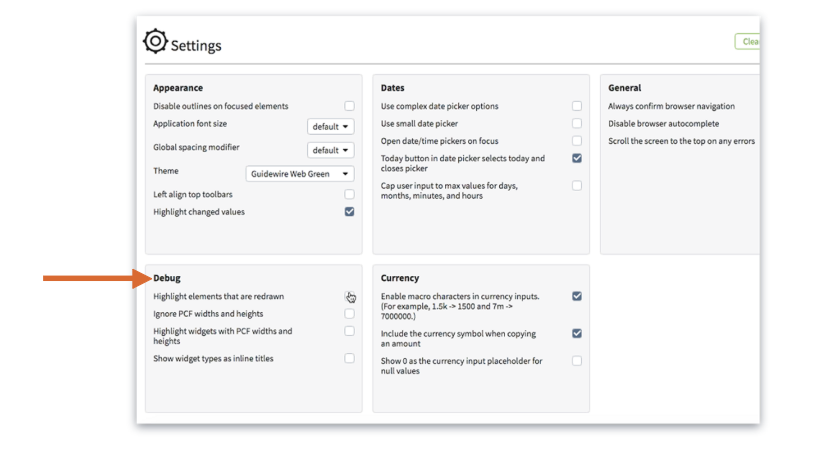 Settings
Clea
Appearance
Disable outlines on focused elements
Application font size
default
Global spacing modifier
default
Theme
Guidewire Web Green
Left align top toolbars
Highlight changed values
Dates
Use complex date picker options
Use small date picker
Open date/time pickers on focus
Today button in date picker selects today and
closes picker
Cap user input to max values for days,
months, minutes, and hours
General
Always confirm browser navigation
Disable browser autocomplete
Scroll the screen to the top on any errors
Debug
Highlight elements that are redrawn
Ignore PCF widths and heights
Highlight widgets with PCF widths and
heights
Show widget types as inline titles
Currency
Enable macro characters in currency inputs.
(For example, 1.5k -> 1500 and 7m ->
7000000.)
Include the currency symbol when copying
an amount
Show 0 as the currency input placeholder for
null values